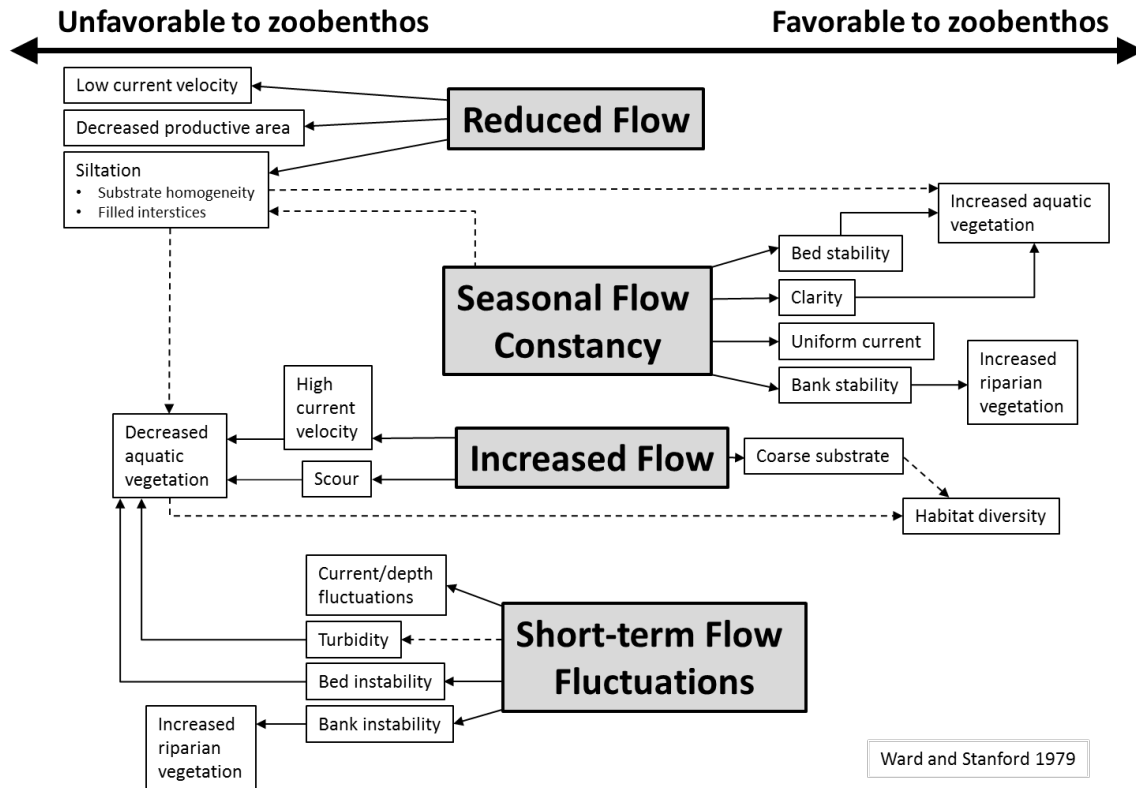 Unfavorable to zoobenthos
Favorable to zoobenthos
Low current velocity
Decreased productive area
Siltation
• Substrate homogeneity
• Filled interstices
Reduced Flow
Increased aquatic
vegetation
Bed stability
Seasonal Flow
Constancy
Clarity
Uniform current
Bank stability
Increased
riparian
vegetation
High
current
velocity
Decreased
aquatic
vegetation
Scour
Increased Flow
Coarse substrate
Habitat diversity
Current/depth
fluctuations
Turbidity
Bed instability
Bank instability
Short-term Flow
Fluctuations
Increased
riparian
vegetation
Ward and Stanford 1979